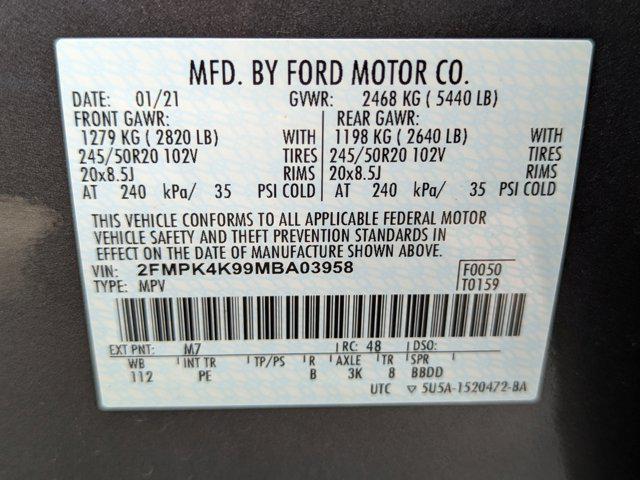 MFD. BY FORD MOTOR CO.
DATE: 01/21 GVWR: 2468 KG ( 5440 LB)
FRONT GAWR: REAR GAWR:
1279 KG ( 2820 LB) WITH 1198 KG ( 2640 LB) WITH
245/50R20 102V TIRES 245/50R20 102V TIRES
20x8.5J RIMS 20x8.5J RIMS
AT 240 kPa/ 35 PSI COLD AT 240 kPa/ 35 PSI COLD
THIS VEHICLE CONFORMS TO ALL APPLICABLE FEDERAL MOTOR
VEHICLE SAFETY AND THEFT PREVENTION STANDARDS IN
EFFECT ON THE DATE OF MANUFACTURE SHOWN ABOVE.
VIN: 2FMPK4K99MBA03958 F0050
TYPE: MPV T0159
EXT PNT: M7 RC: 48 DSO:
WB INT TR TP/PS R AXLE TR SPR
112 PE B 3K 8 BBDD
UTC ▽ 5U5A-1520472-BA